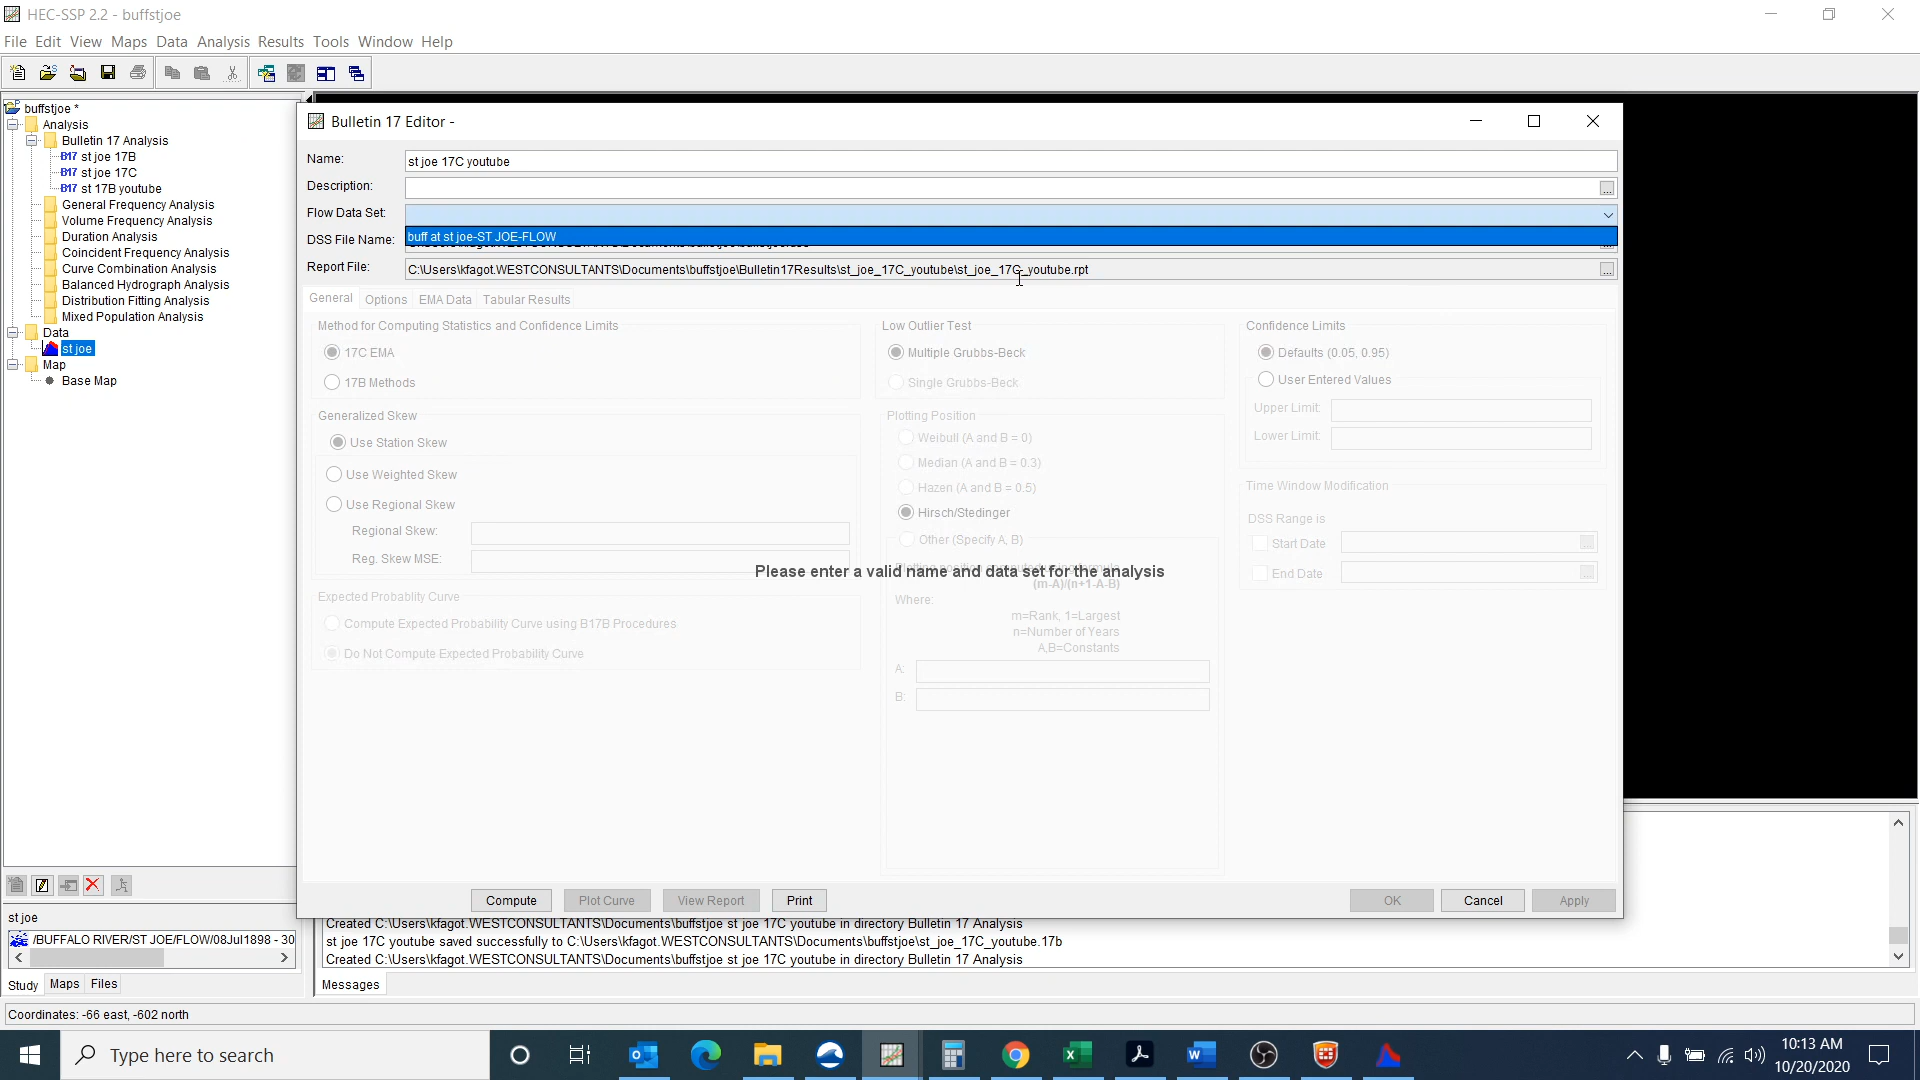 HEC-SSP 2.2 - buffstjoe
File Edit View Maps Data Analysis Results Tools Window Help
buffstjoe *
Analysis
Bulletin 17 Analysis
B17 st joe 17B
B17 st joe 17C
B17 st 17B youtube
General Frequency Analysis
Volume Frequency Analysis
Duration Analysis
Coincident Frequency Analysis
Curve Combination Analysis
Balanced Hydrograph Analysis
Distribution Fitting Analysis
Mixed Population Analysis
Data
st joe
Map
Base Map
st joe
/BUFFALO RIVER/ST JOE/FLOW/08Jul1898 - 30
Study Maps Files
Bulletin 17 Editor -
Name: st joe 17C youtube
Description: ...
Flow Data Set:
buff at st joe-ST JOE-FLOW
DSS File Name:
Report File: C:\Users\kfagot.WESTCONSULTANTS\Documents\buffstjoe\Bulletin17Results\st_joe_17C_youtube\st_joe_17C_youtube.rpt ...
General Options EMA Data Tabular Results
Method for Computing Statistics and Confidence Limits
17C EMA
17B Methods
Generalized Skew
Use Station Skew
Use Weighted Skew
Use Regional Skew
Regional Skew:
Reg. Skew MSE:
Expected Probablity Curve
Compute Expected Probability Curve using B17B Procedures
Do Not Compute Expected Probability Curve
Low Outlier Test
Multiple Grubbs-Beck
Single Grubbs-Beck
Plotting Position
Weibull (A and B = 0)
Median (A and B = 0.3)
Hazen (A and B = 0.5)
Hirsch/Stedinger
Other (Specify A, B)
Please enter a valid name and data set for the analysis
(m-A)/(n+1-A-B)
Where:
m=Rank, 1=Largest
n=Number of Years
A,B=Constants
A:
B:
Confidence Limits
Defaults (0.05, 0.95)
User Entered Values
Upper Limit:
Lower Limit:
Time Window Modification
DSS Range is
Start Date ...
End Date ...
Compute Plot Curve View Report Print OK Cancel Apply
Created C:\Users\kfagot.WESTCONSULTANTS\Documents\buffstjoe st joe 17C youtube in directory Bulletin 17 Analysis
st joe 17C youtube saved successfully to C:\Users\kfagot.WESTCONSULTANTS\Documents\buffstjoe\st_joe_17C_youtube.17b
Created C:\Users\kfagot.WESTCONSULTANTS\Documents\buffstjoe st joe 17C youtube in directory Bulletin 17 Analysis
Messages
Coordinates: -66 east, -602 north
Type here to search
10:13 AM
10/20/2020